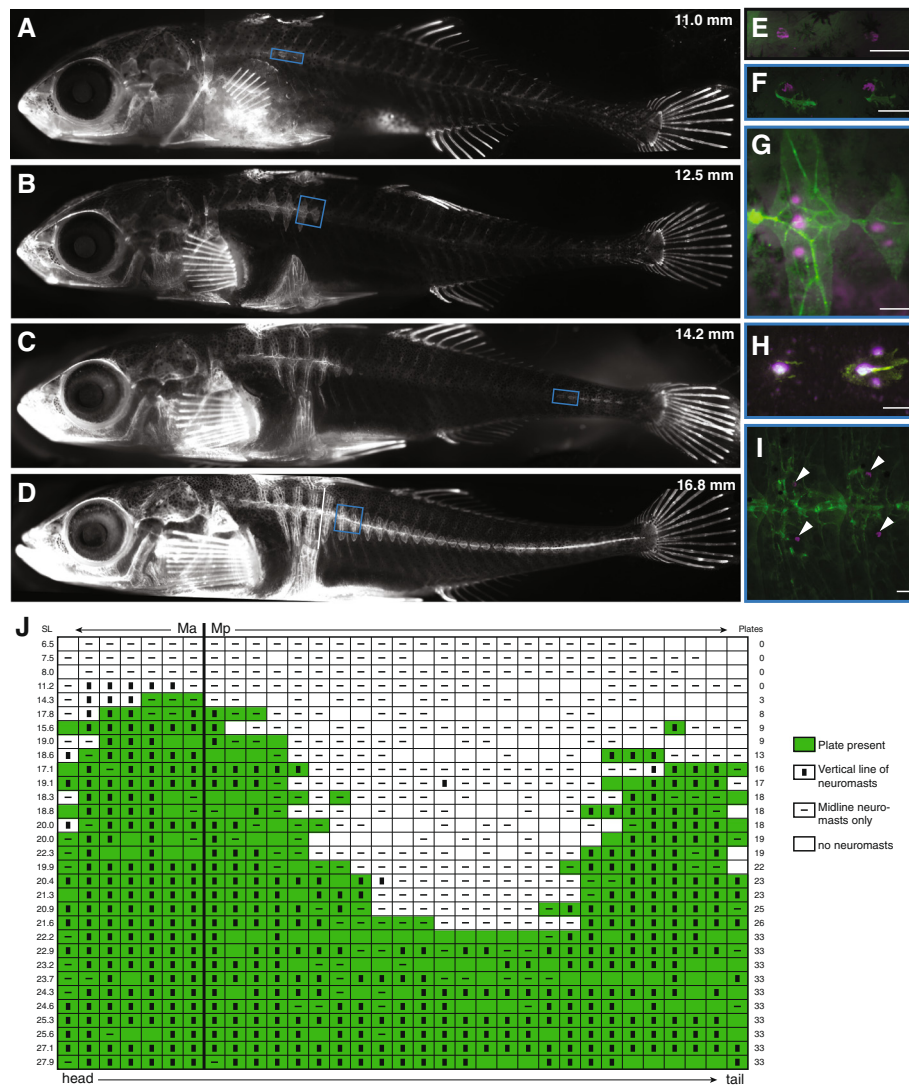 A
11.0 mm
B
12.5 mm
C
14.2 mm
D
16.8 mm
E
F
G
H
I
J
SL
Ma
Mp
Plates
6.5 0
7.5 0
8.0 0
11.2 0
14.3 3
17.8 8
15.6 9
19.0 9
18.6 13
17.1 16
19.1 17
18.3 18
18.8 18
20.0 18
20.0 19
22.3 19
19.9 22
20.4 23
21.3 23
20.9 25
21.6 26
22.2 33
22.9 33
23.2 33
23.7 33
24.3 33
24.6 33
25.3 33
25.6 33
27.1 33
27.9 33
head
tail
Plate present
Vertical line of
neuromasts
Midline neuro-
masts only
no neuromasts